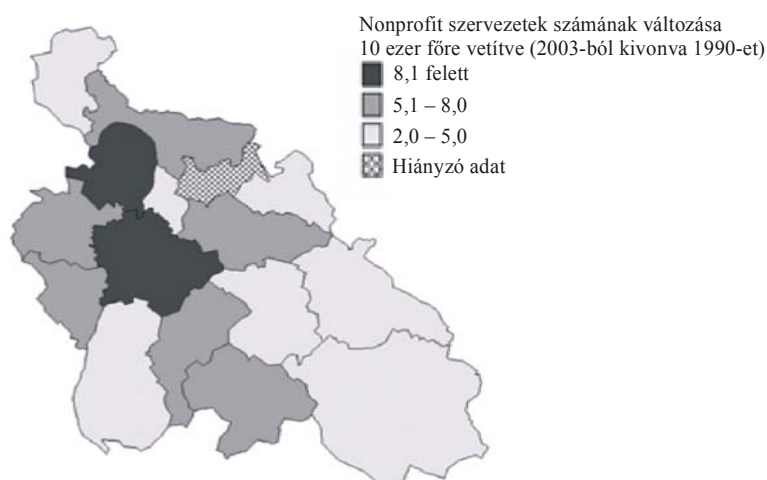 Nonprofit szervezetek számának változása
10 ezer főre vetítve (2003-ból kivonva 1990-et)
8,1 felett
5,1 – 8,0
2,0 – 5,0
Hiányzó adat